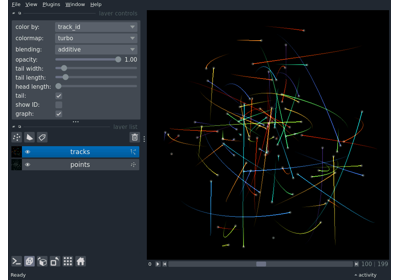 File View Plugins Window Help
layer controls
color by: track_id
colormap: turbo
blending: additive
opacity: 1.00
tail width:
tail length:
head length:
tail:
show ID:
graph:
layer list
tracks
points
0 100 199
Ready activity